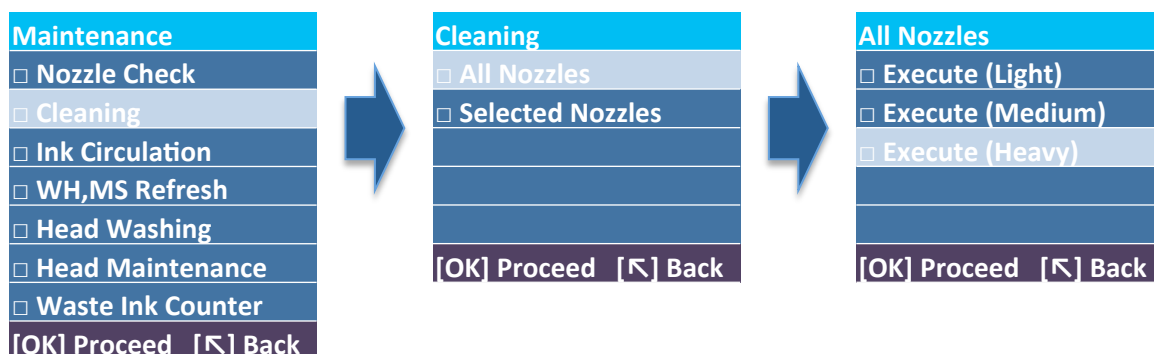 Maintenance
□ Nozzle Check
□ Cleaning
□ Ink Circulation
□ WH,MS Refresh
□ Head Washing
□ Head Maintenance
□ Waste Ink Counter
[OK] Proceed [↖] Back
Cleaning
□ All Nozzles
□ Selected Nozzles
[OK] Proceed [↖] Back
All Nozzles
□ Execute (Light)
□ Execute (Medium)
□ Execute (Heavy)
[OK] Proceed [↖] Back